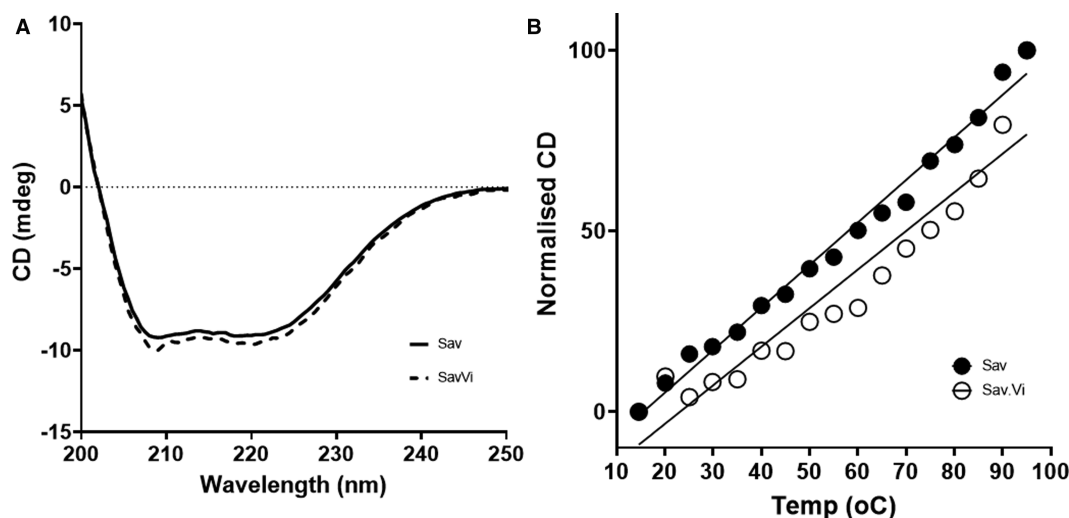 A
CD (mdeg)
10
5
0
-5
-10
-15
200
210
220
230
240
250
Wavelength (nm)
Sav
SavVi
B
Normalised CD
100
50
0
10
20
30
40
50
60
70
80
90
100
Temp (oC)
Sav
Sav.Vi